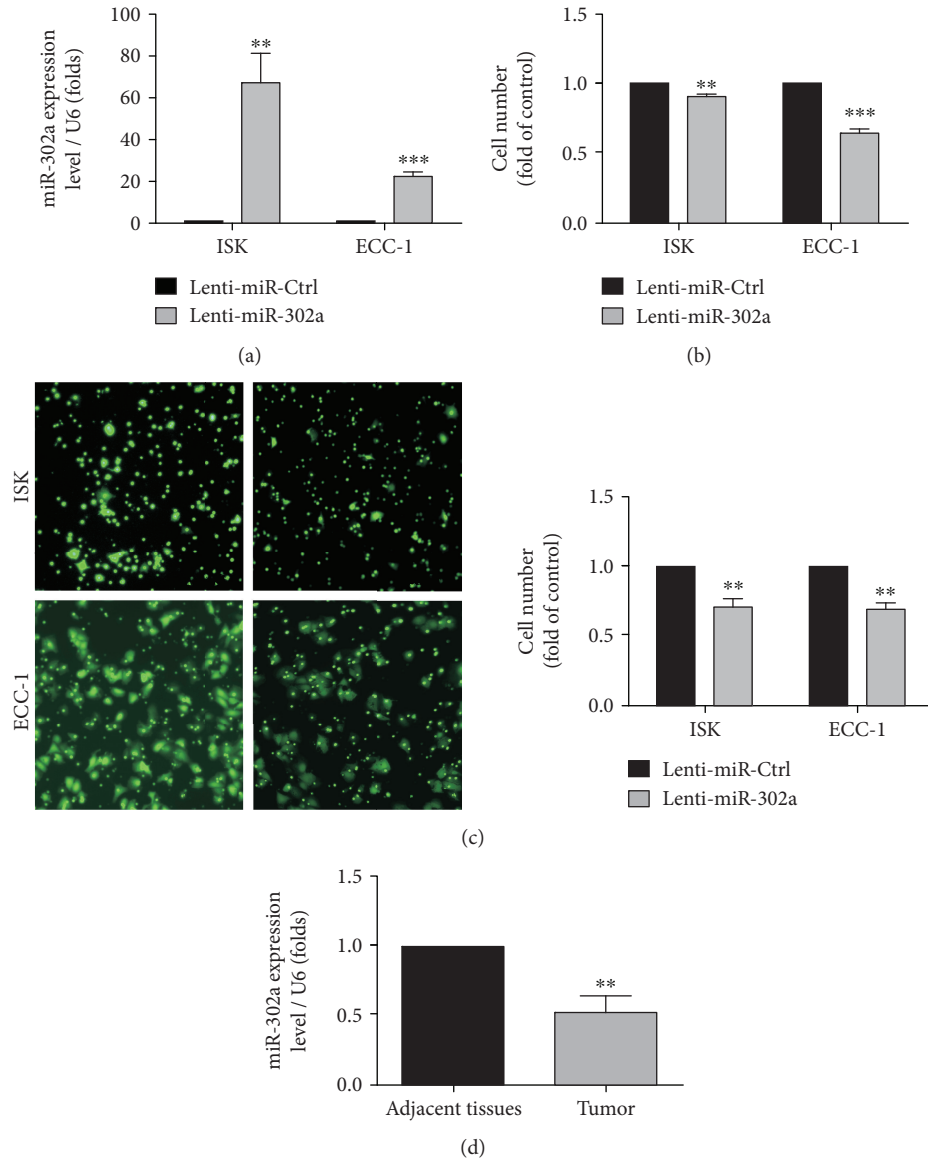 miR-302a expression
level / U6 (folds)
100
80
60
40
20
0
**
***
ISK
ECC-1
Lenti-miR-Ctrl
Lenti-miR-302a
(a)
Cell number
(fold of control)
1.5
1.0
0.5
0.0
**
***
ISK
ECC-1
Lenti-miR-Ctrl
Lenti-miR-302a
(b)
ISK
ECC-1
Cell number
(fold of control)
1.5
1.0
0.5
0.0
**
**
ISK
ECC-1
Lenti-miR-Ctrl
Lenti-miR-302a
(c)
miR-302a expression
level / U6 (folds)
1.5
1.0
0.5
0.0
**
Adjacent tissues
Tumor
(d)